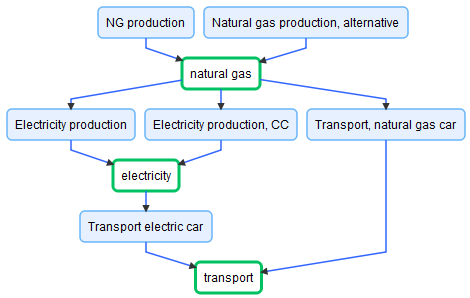 NG production
Natural gas production, alternative
natural gas
Electricity production
Electricity production, CC
Transport, natural gas car
electricity
Transport electric car
transport